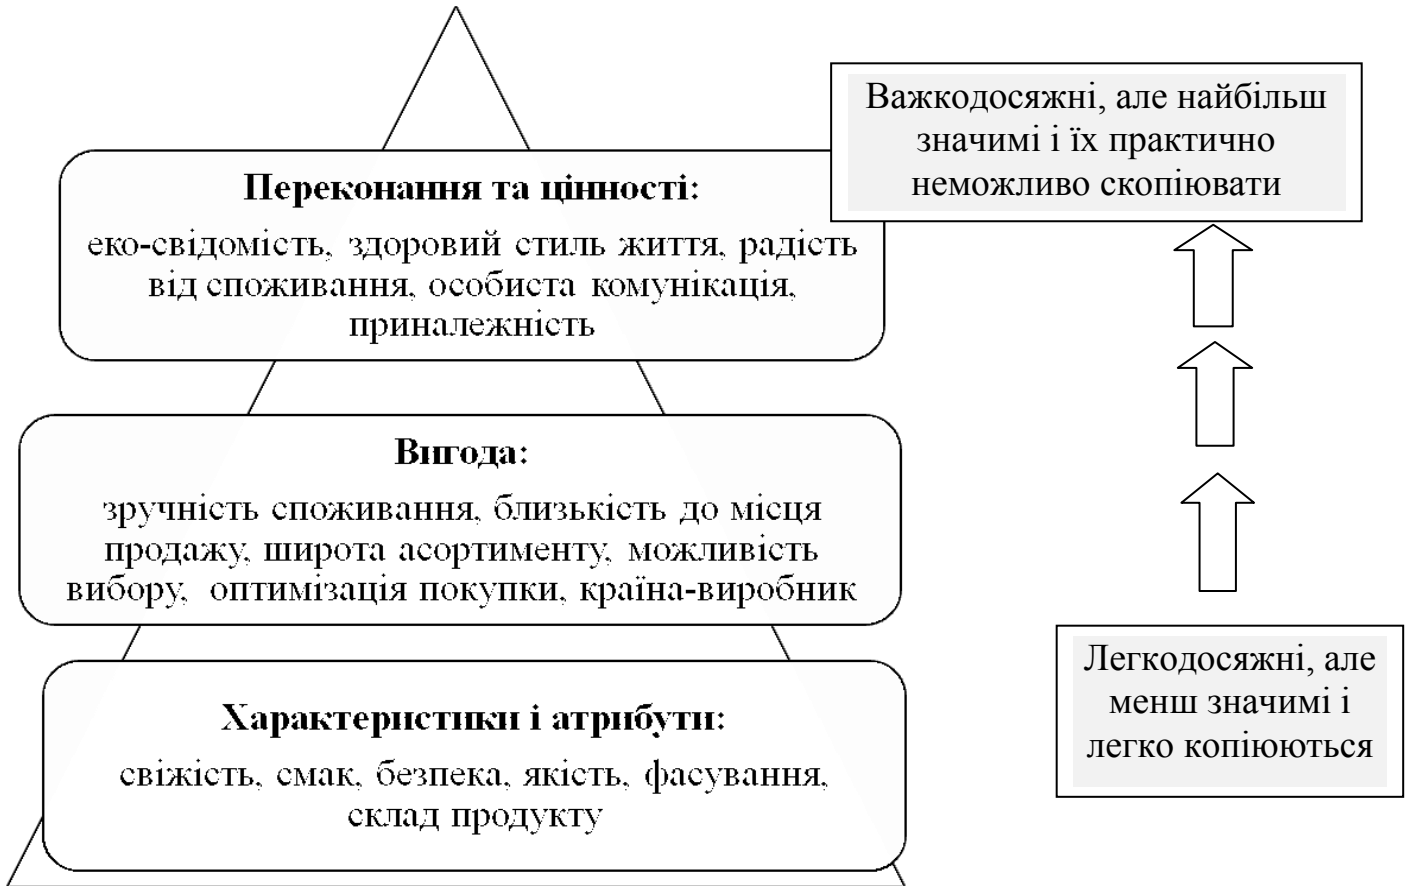 Переконання та цінності:
еко-свідомість, здоровий стиль життя, радість
від споживання, особиста комунікація,
приналежність
Важкодосяжні, але найбільш
значимі і їх практично
неможливо скопіювати
Вигода:
зручність споживання, близькість до місця
продажу, широта асортименту, можливість
вибору, оптимізація покупки, країна-виробник
Характеристики і атрибути:
свіжість, смак, безпека, якість, фасування,
склад продукту
Легкодосяжні, але
менш значимі і
легко копіюються